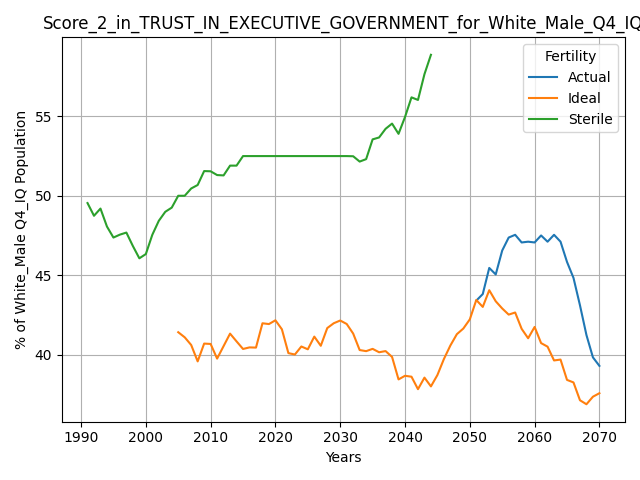 Score_2_in_TRUST_IN_EXECUTIVE_GOVERNMENT_for_White_Male_Q4_IQ
Fertility
Actual
Ideal
Sterile
% of White_Male Q4_IQ Population
55
50
45
40
1990 2000 2010 2020 2030 2040 2050 2060 2070
Years